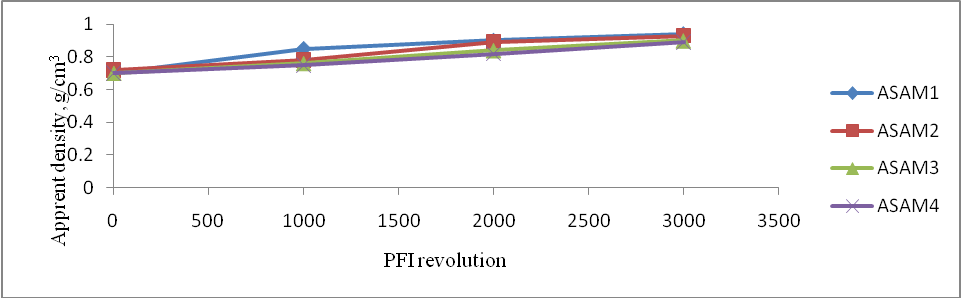 Apprent density, g/cm³
1
0.8
0.6
0.4
0.2
0
0 500 1000 1500 2000 2500 3000 3500
PFI revolution
ASAM1
ASAM2
ASAM3
ASAM4